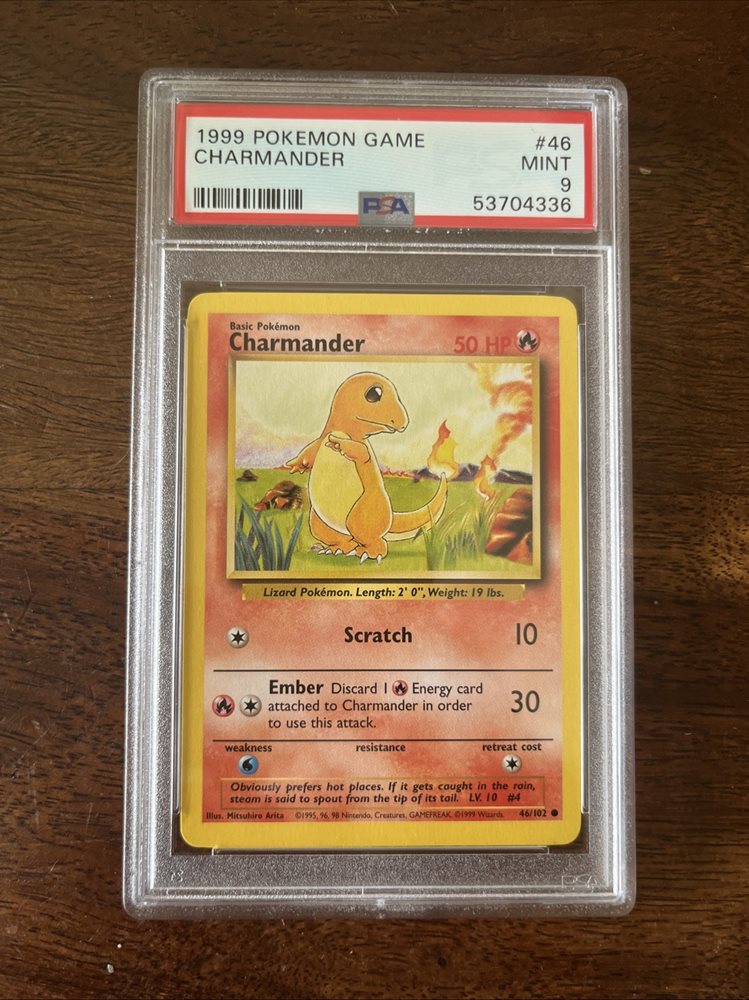 1999 POKEMON GAME #46
CHARMANDER MINT
9
PSA 53704336
Basic Pokémon
Charmander 50 HP
Lizard Pokémon. Length: 2' 0", Weight: 19 lbs.
Scratch 10
Ember Discard 1 Energy card
attached to Charmander in order
to use this attack.
30
weakness resistance retreat cost
Obviously prefers hot places. If it gets caught in the rain,
steam is said to spout from the tip of its tail. LV. 10 #4
Illus. Mitsuhiro Arita ©1995, 96, 98 Nintendo, Creatures, GAMEFREAK. ©1999 Wizards. 46/102